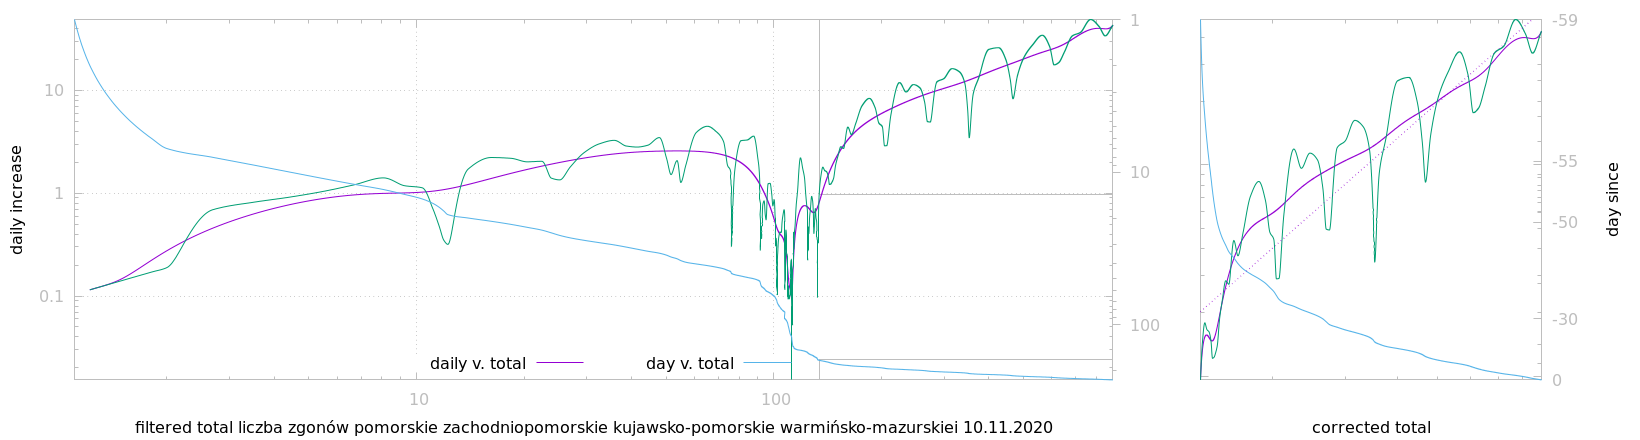 1
-59
10
daily increase
10
-55
day since
1
-50
0.1
100
-30
daily v. total
day v. total
0
10
100
filtered total liczba zgonów pomorskie zachodniopomorskie kujawsko-pomorskie warmińsko-mazurskiei 10.11.2020
corrected total